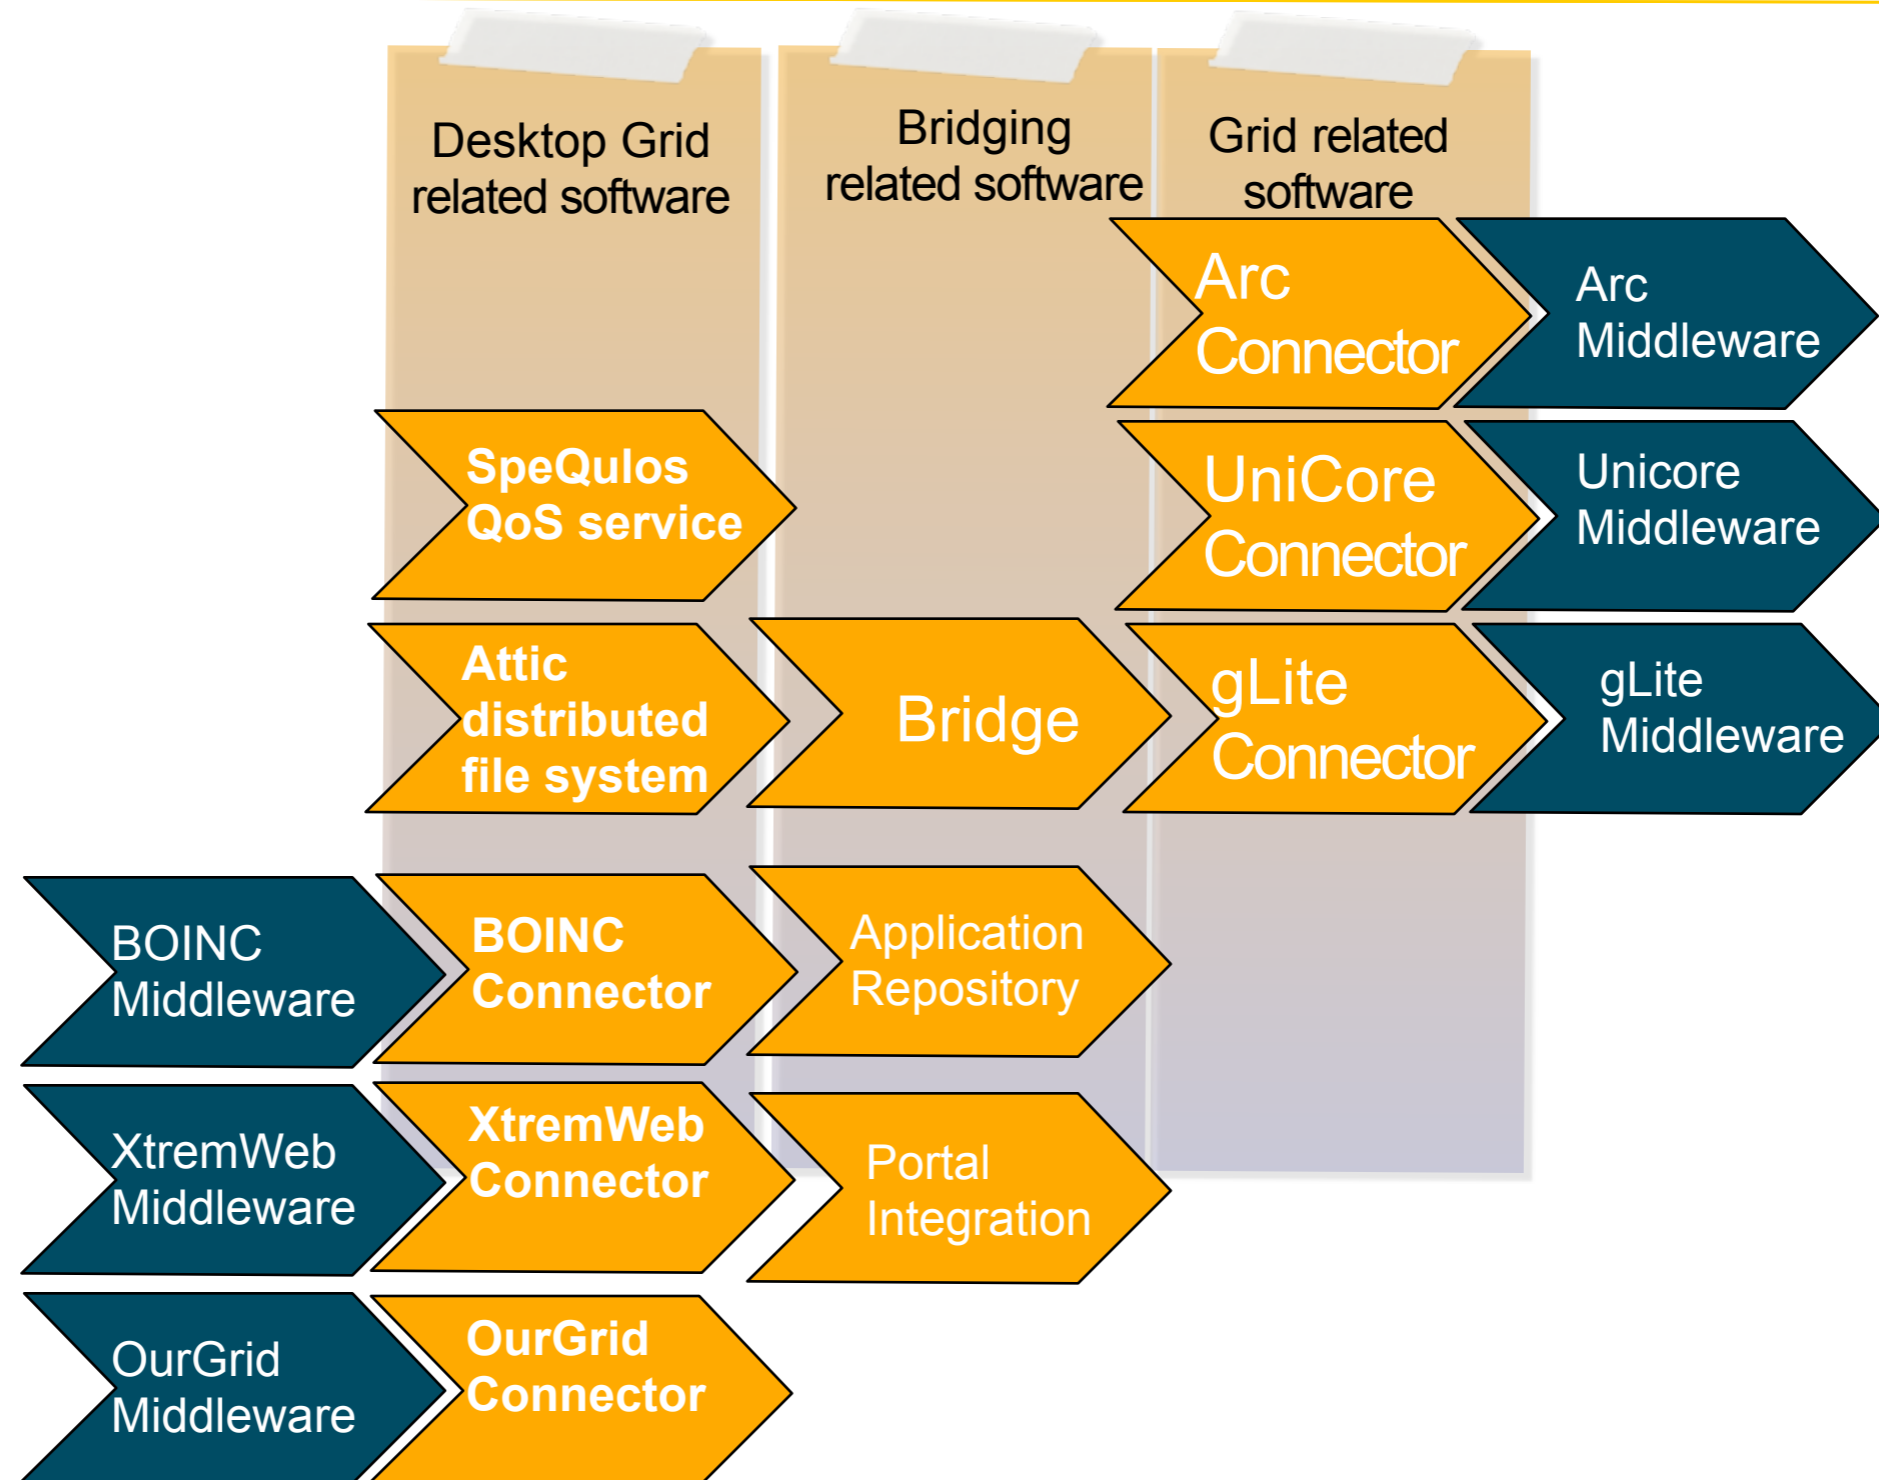 Desktop Grid
related software
Bridging
related software
Grid related
software
Arc
Connector
Arc
Middleware
SpeQulos
QoS service
UniCore
Connector
Unicore
Middleware
Attic
distributed
file system
Bridge
gLite
Connector
gLite
Middleware
BOINC
Middleware
BOINC
Connector
Application
Repository
XtremWeb
Middleware
XtremWeb
Connector
Portal
Integration
OurGrid
Middleware
OurGrid
Connector